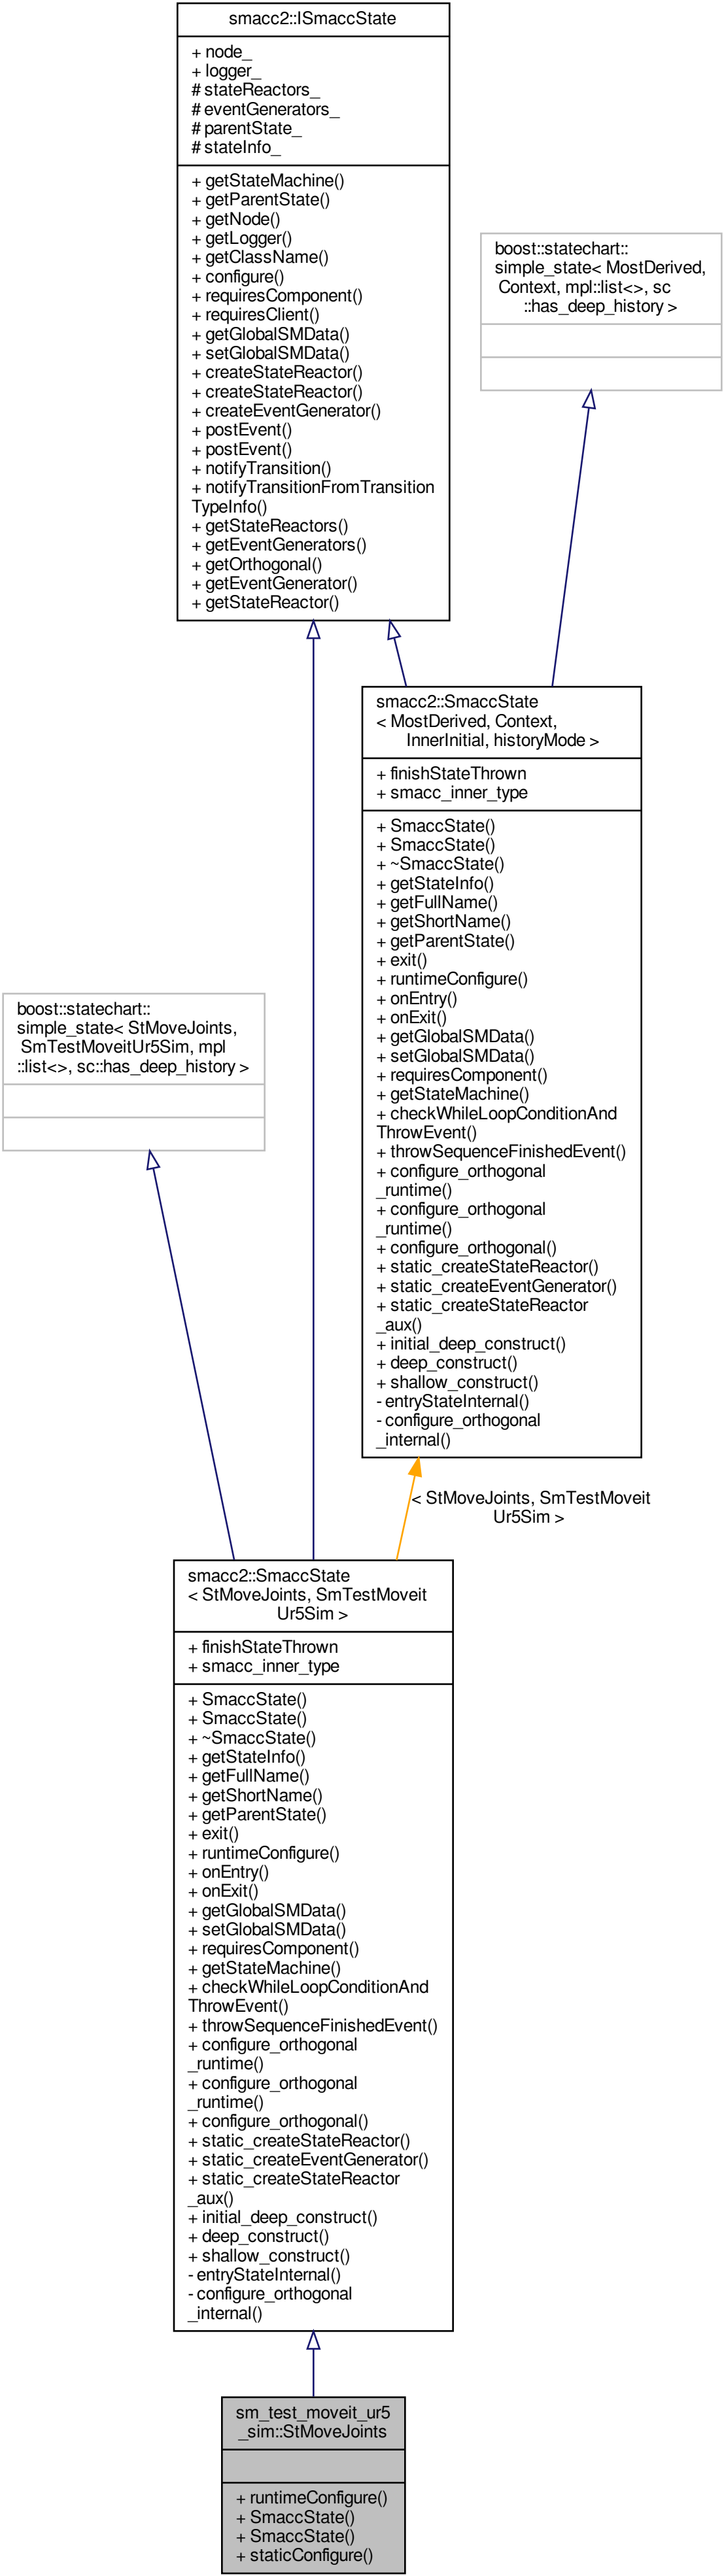 smacc2::ISmaccState
+ node_
+ logger_
# stateReactors_
# eventGenerators_
# parentState_
# stateInfo_
+ getStateMachine()
+ getParentState()
+ getNode()
+ getLogger()
+ getClassName()
+ configure()
+ requiresComponent()
+ requiresClient()
+ getGlobalSMData()
+ setGlobalSMData()
+ createStateReactor()
+ createStateReactor()
+ createEventGenerator()
+ postEvent()
+ postEvent()
+ notifyTransition()
+ notifyTransitionFromTransition
TypeInfo()
+ getStateReactors()
+ getEventGenerators()
+ getOrthogonal()
+ getEventGenerator()
+ getStateReactor()
boost::statechart::
simple_state< MostDerived,
Context, mpl::list<>, sc
::has_deep_history >
smacc2::SmaccState
< MostDerived, Context,
InnerInitial, historyMode >
+ finishStateThrown
+ smacc_inner_type
+ SmaccState()
+ SmaccState()
+ ~SmaccState()
+ getStateInfo()
+ getFullName()
+ getShortName()
+ getParentState()
+ exit()
+ runtimeConfigure()
+ onEntry()
+ onExit()
+ getGlobalSMData()
+ setGlobalSMData()
+ requiresComponent()
+ getStateMachine()
+ checkWhileLoopConditionAnd
ThrowEvent()
+ throwSequenceFinishedEvent()
+ configure_orthogonal
_runtime()
+ configure_orthogonal
_runtime()
+ configure_orthogonal()
+ static_createStateReactor()
+ static_createEventGenerator()
+ static_createStateReactor
_aux()
+ initial_deep_construct()
+ deep_construct()
+ shallow_construct()
- entryStateInternal()
- configure_orthogonal
_internal()
boost::statechart::
simple_state< StMoveJoints,
SmTestMoveitUr5Sim, mpl
::list<>, sc::has_deep_history >
< StMoveJoints, SmTestMoveit
Ur5Sim >
smacc2::SmaccState
< StMoveJoints, SmTestMoveit
Ur5Sim >
+ finishStateThrown
+ smacc_inner_type
+ SmaccState()
+ SmaccState()
+ ~SmaccState()
+ getStateInfo()
+ getFullName()
+ getShortName()
+ getParentState()
+ exit()
+ runtimeConfigure()
+ onEntry()
+ onExit()
+ getGlobalSMData()
+ setGlobalSMData()
+ requiresComponent()
+ getStateMachine()
+ checkWhileLoopConditionAnd
ThrowEvent()
+ throwSequenceFinishedEvent()
+ configure_orthogonal
_runtime()
+ configure_orthogonal
_runtime()
+ configure_orthogonal()
+ static_createStateReactor()
+ static_createEventGenerator()
+ static_createStateReactor
_aux()
+ initial_deep_construct()
+ deep_construct()
+ shallow_construct()
- entryStateInternal()
- configure_orthogonal
_internal()
sm_test_moveit_ur5
_sim::StMoveJoints
+ runtimeConfigure()
+ SmaccState()
+ SmaccState()
+ staticConfigure()